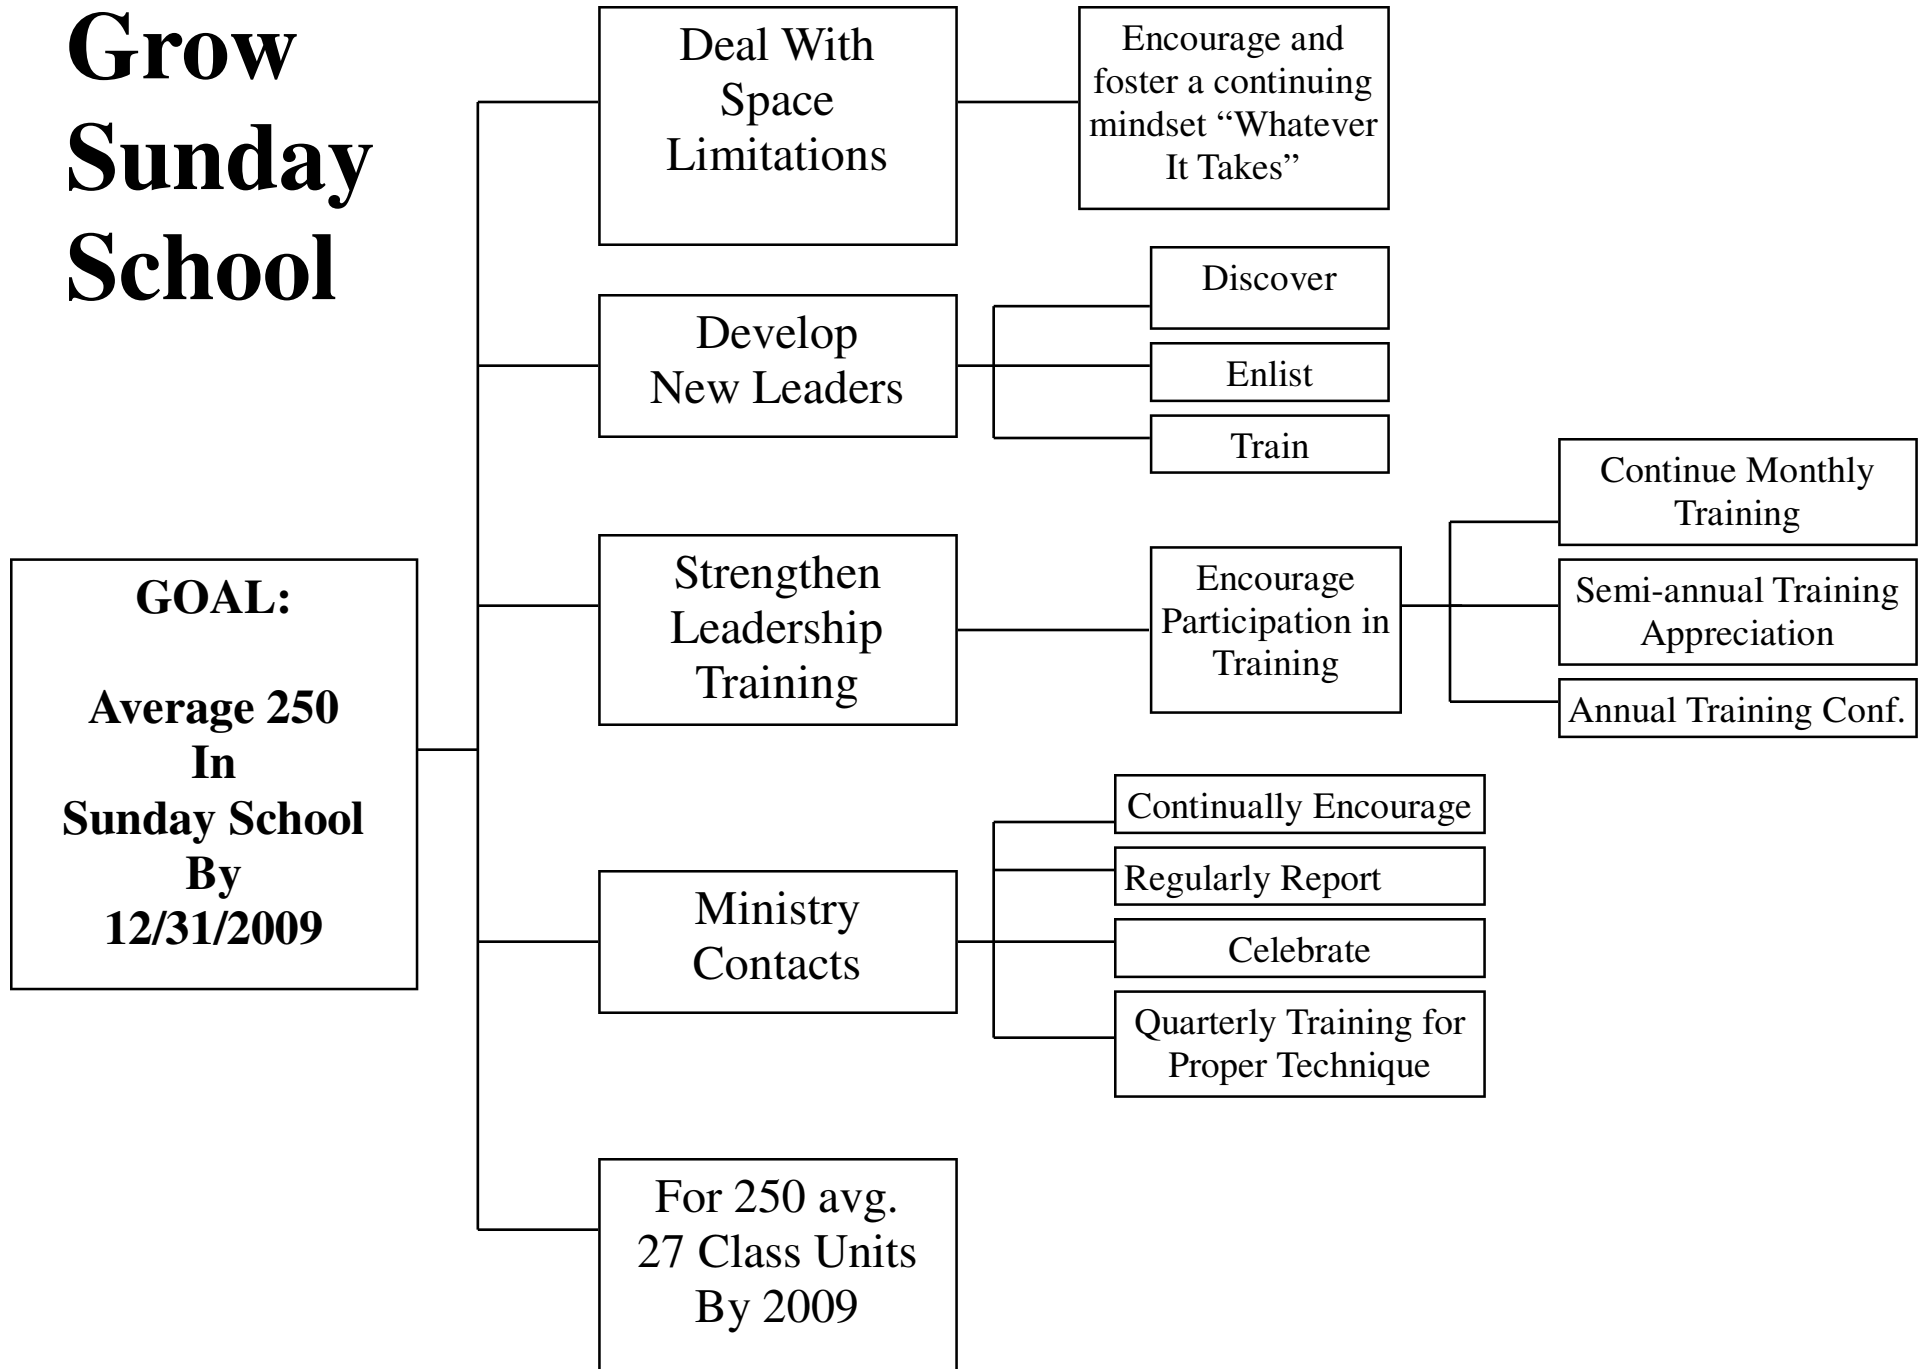 Grow
Sunday
School
GOAL:
Average 250
In
Sunday School
By
12/31/2009
Deal With
Space
Limitations
Encourage and
foster a continuing
mindset “Whatever
It Takes”
Develop
New Leaders
Discover
Enlist
Train
Strengthen
Leadership
Training
Encourage
Participation in
Training
Continue Monthly
Training
Semi-annual Training
Appreciation
Annual Training Conf.
Ministry
Contacts
Continually Encourage
Regularly Report
Celebrate
Quarterly Training for
Proper Technique
For 250 avg.
27 Class Units
By 2009